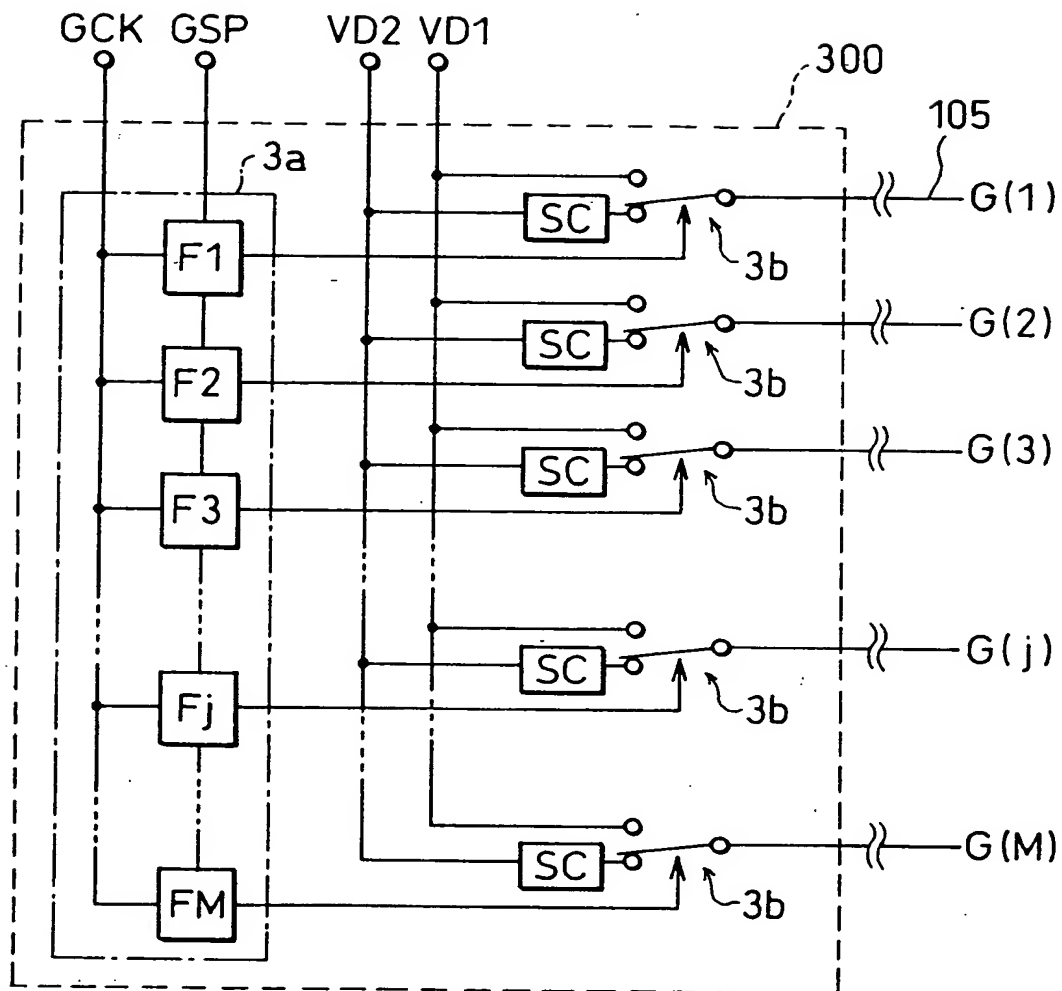 GCK GSP VD2 VD1
300
3a
105
SC
G(1)
F1
3b
SC
G(2)
F2
3b
SC
G(3)
F3
3b
SC
G(j)
Fj
3b
SC
G(M)
FM
3b